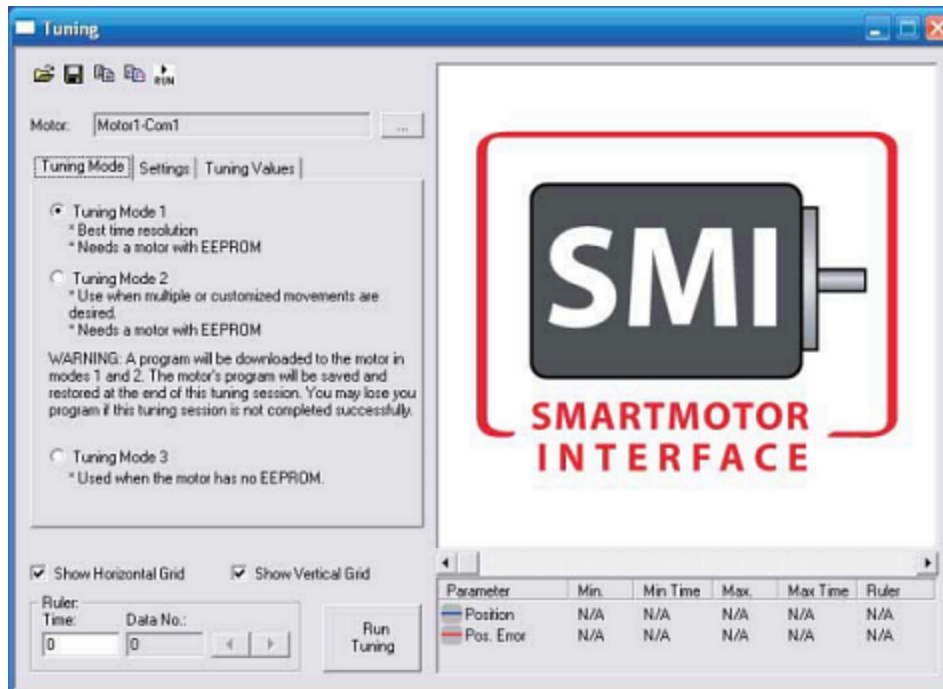 Tuning
RUN
Motor: Motor1-Com1 ...
Tuning Mode Settings Tuning Values
Tuning Mode 1
* Best time resolution
* Needs a motor with EEPROM
Tuning Mode 2
* Use when multiple or customized movements are
desired.
* Needs a motor with EEPROM
WARNING: A program will be downloaded to the motor in
modes 1 and 2. The motor's program will be saved and
restored at the end of this tuning session. You may lose you
program if this tuning session is not completed successfully.
Tuning Mode 3
* Used when the motor has no EEPROM.
Show Horizontal Grid Show Vertical Grid
Ruler:
Time: Data No.:
0 0
Run
Tuning
SMI
SMARTMOTOR
INTERFACE
Parameter Min. Min Time Max. Max Time Ruler
Position N/A N/A N/A N/A N/A
Pos. Error N/A N/A N/A N/A N/A